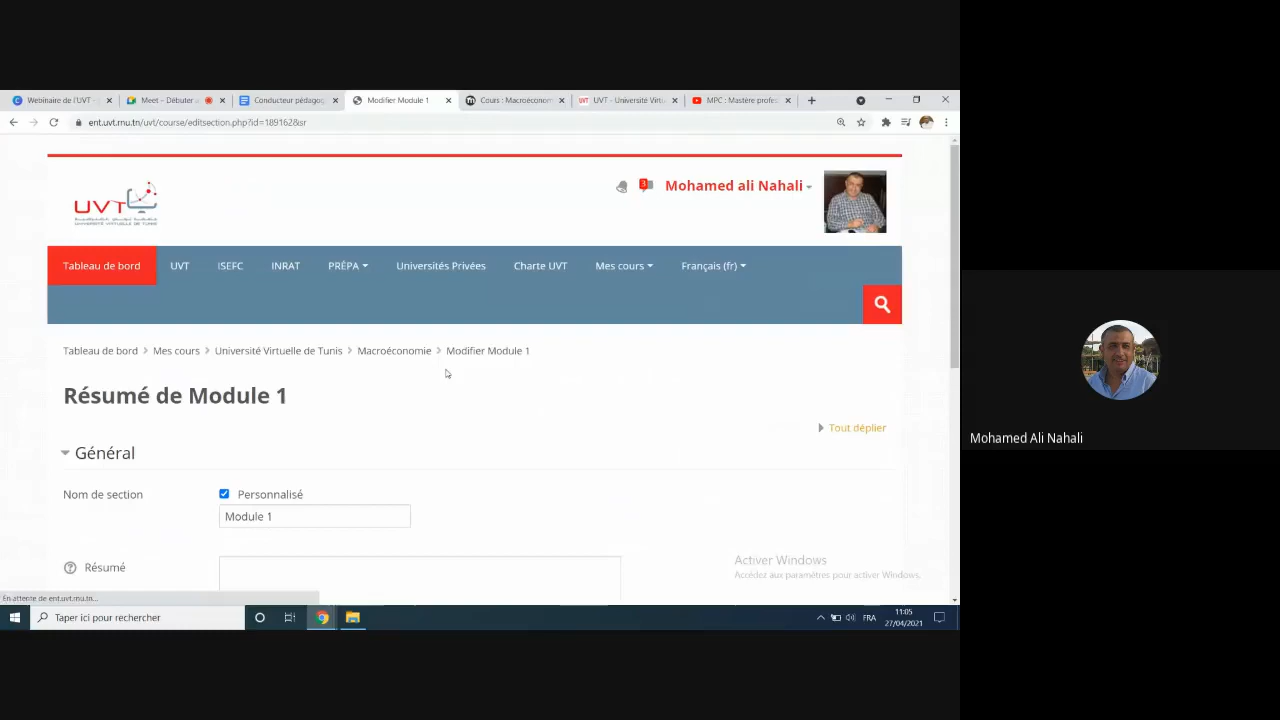 Webinaire de l'UVT -
Meet – Débuter
Conducteur pédagog
Modifier Module 1
Cours : Macroéconom
UVT - Université Virtu
MPC : Mastère profes
ent.uvt.rnu.tn/uvt/course/editsection.php?id=189162&sr
UVT
UNIVERSITÉ VIRTUELLE DE TUNIS
Mohamed ali Nahali
Tableau de bord
UVT
ISEFC
INRAT
PRÉPA
Universités Privées
Charte UVT
Mes cours
Français (fr)
Tableau de bord > Mes cours > Université Virtuelle de Tunis > Macroéconomie > Modifier Module 1
Résumé de Module 1
Tout déplier
Général
Nom de section
Personnalisé
Module 1
Résumé
Activer Windows
Accédez aux paramètres pour activer Windows.
En attente de ent.uvt.rnu.tn...
Taper ici pour rechercher
FRA
11:05
27/04/2021
Mohamed Ali Nahali